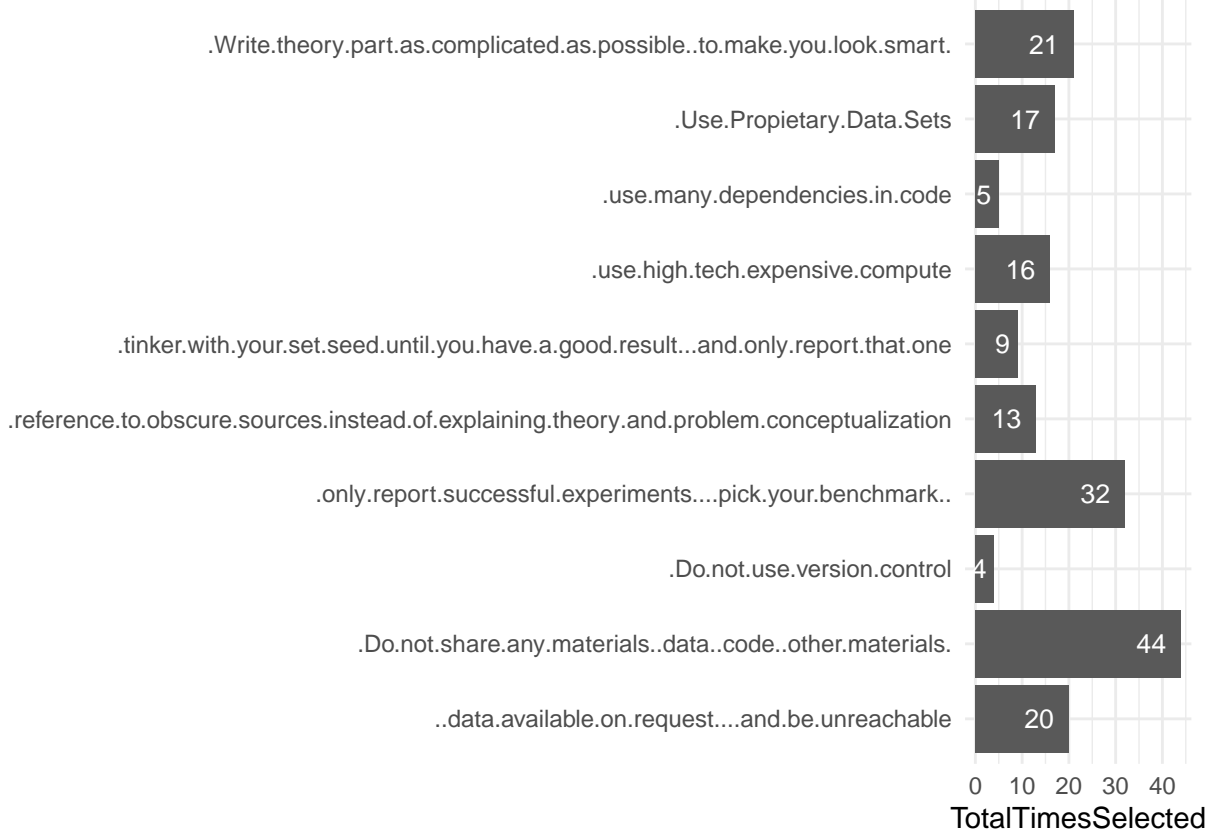 .Write.theory.part.as.complicated.as.possible..to.make.you.look.smart. 21
.Use.Propietary.Data.Sets 17
.use.many.dependencies.in.code 5
.use.high.tech.expensive.compute 16
.tinker.with.your.set.seed.until.you.have.a.good.result...and.only.report.that.one 9
.reference.to.obscure.sources.instead.of.explaining.theory.and.problem.conceptualization 13
.only.report.successful.experiments....pick.your.benchmark.. 32
.Do.not.use.version.control 4
.Do.not.share.any.materials..data..code..other.materials. 44
..data.available.on.request....and.be.unreachable 20
0 10 20 30 40
TotalTimesSelected